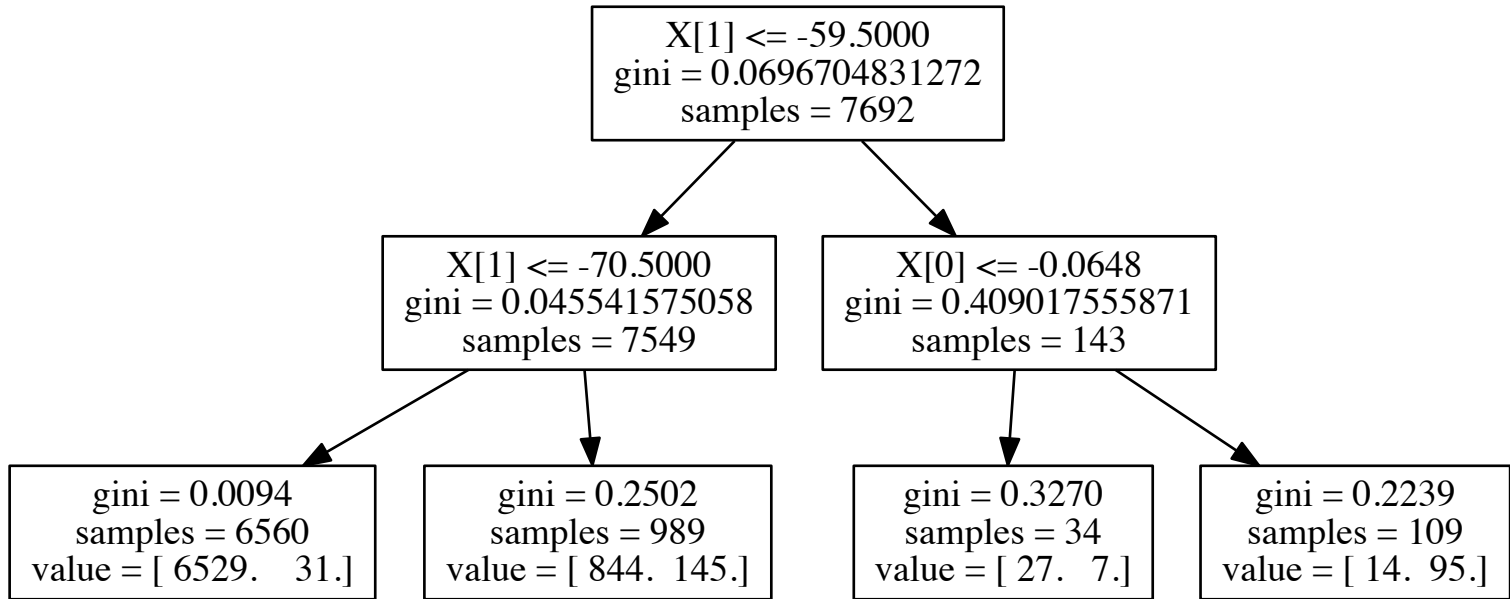 X[1] <= -59.5000
gini = 0.0696704831272
samples = 7692
X[1] <= -70.5000
gini = 0.045541575058
samples = 7549
X[0] <= -0.0648
gini = 0.409017555871
samples = 143
gini = 0.0094
samples = 6560
value = [ 6529.    31.]
gini = 0.2502
samples = 989
value = [ 844.  145.]
gini = 0.3270
samples = 34
value = [ 27.   7.]
gini = 0.2239
samples = 109
value = [ 14.  95.]